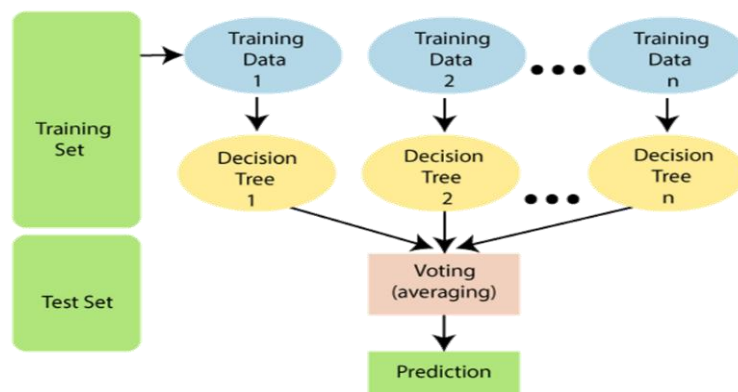 Training
Set
Test Set
Training
Data
1
Training
Data
2
Training
Data
n
Decision
Tree
1
Decision
Tree
2
Decision
Tree
n
Voting
(averaging)
Prediction